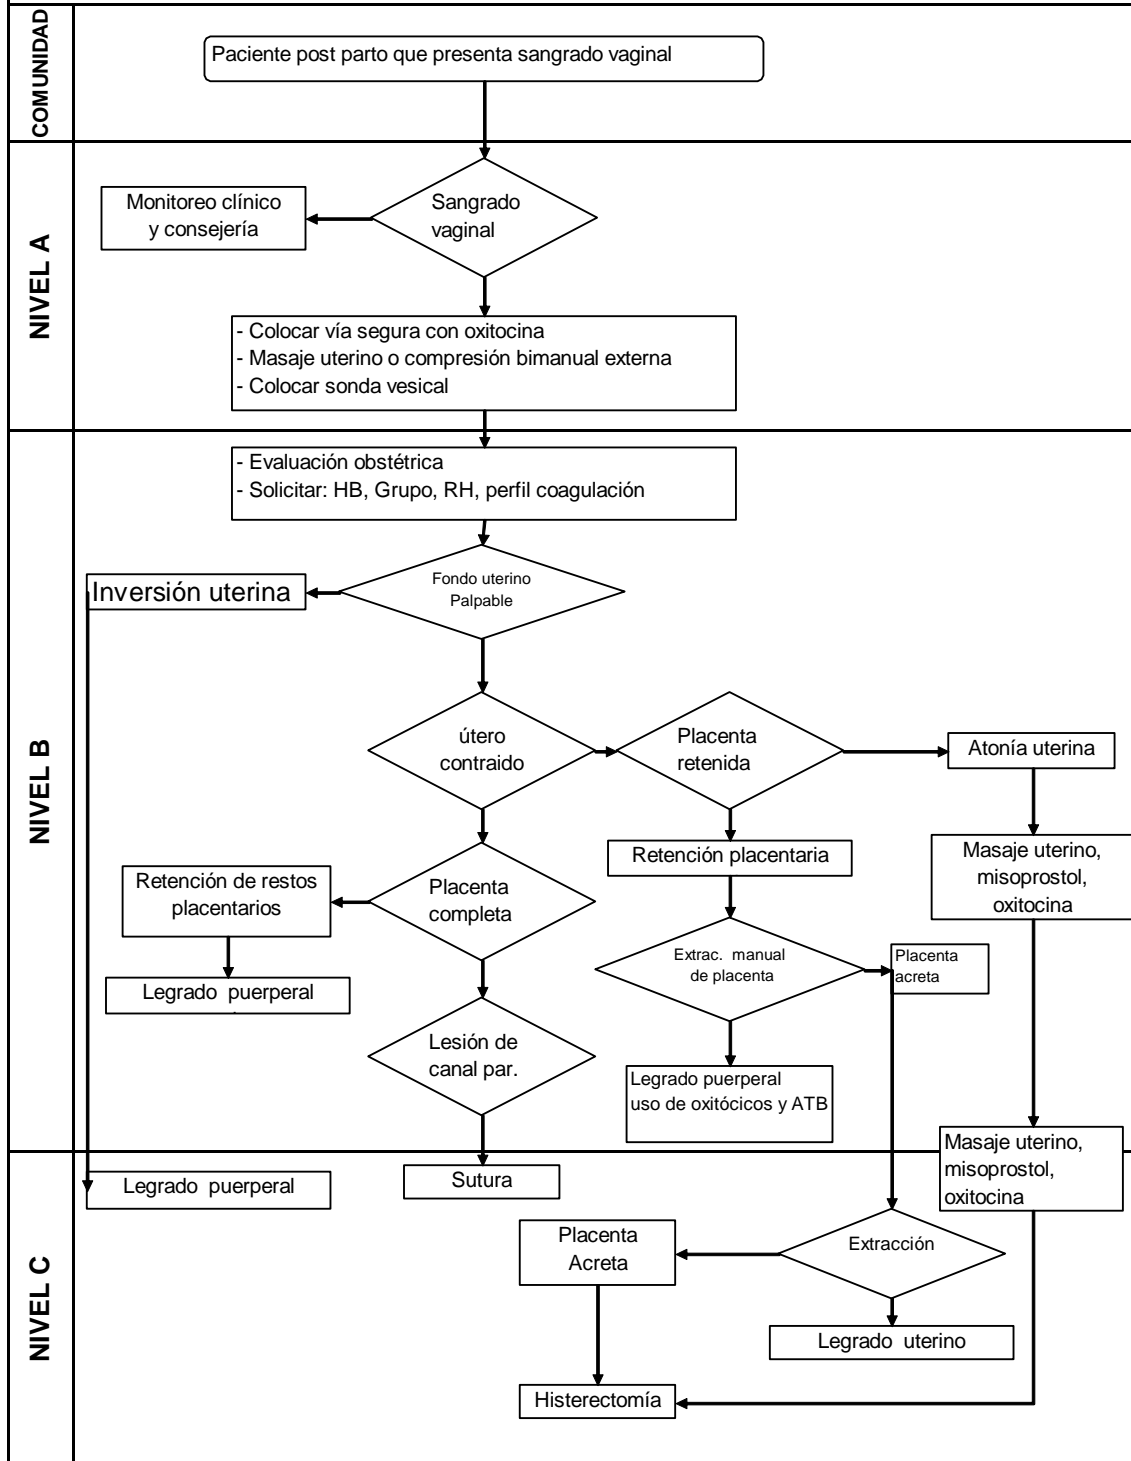 COMUNIDAD
Paciente post parto que presenta sangrado vaginal
NIVEL A
Monitoreo clínico
y consejería
Sangrado
vaginal
- Colocar vía segura con oxitocina
- Masaje uterino o compresión bimanual externa
- Colocar sonda vesical
NIVEL B
- Evaluación obstétrica
- Solicitar: HB, Grupo, RH, perfil coagulación
Inversión uterina
Fondo uterino
Palpable
útero
contraido
Placenta
retenida
Atonía uterina
Retención de restos
placentarios
Placenta
completa
Retención placentaria
Masaje uterino,
misoprostol,
oxitocina
Legrado puerperal
Extrac. manual
de placenta
Placenta
acreta
Lesión de
canal par.
Legrado puerperal
uso de oxitócicos y ATB
Masaje uterino,
misoprostol,
oxitocina
NIVEL C
Legrado puerperal
Sutura
Placenta
Acreta
Extracción
Legrado uterino
Histerectomía